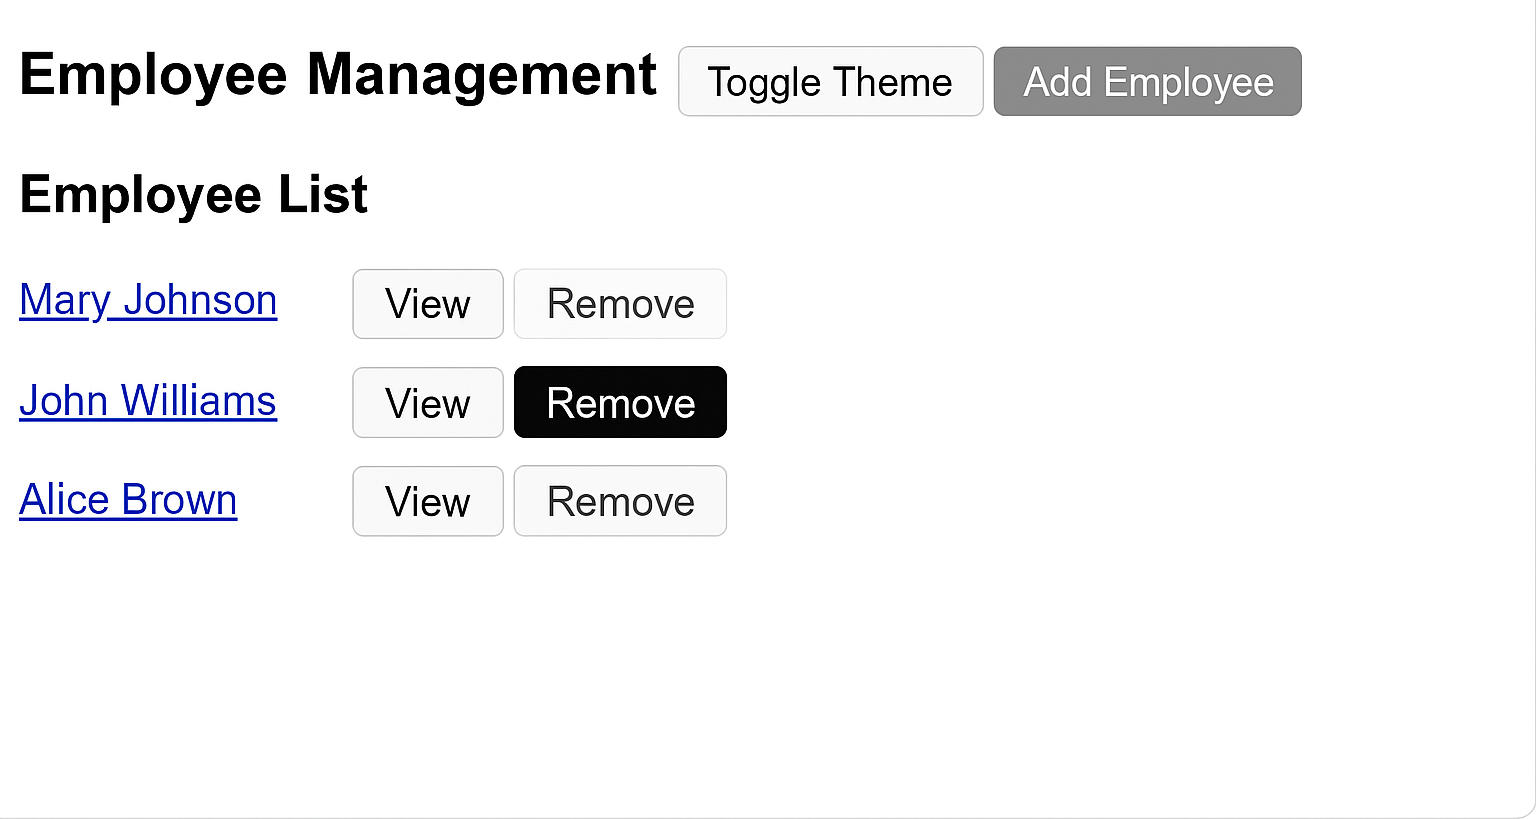 Employee Management Toggle Theme Add Employee
Employee List
Mary Johnson View Remove
John Williams View Remove
Alice Brown View Remove